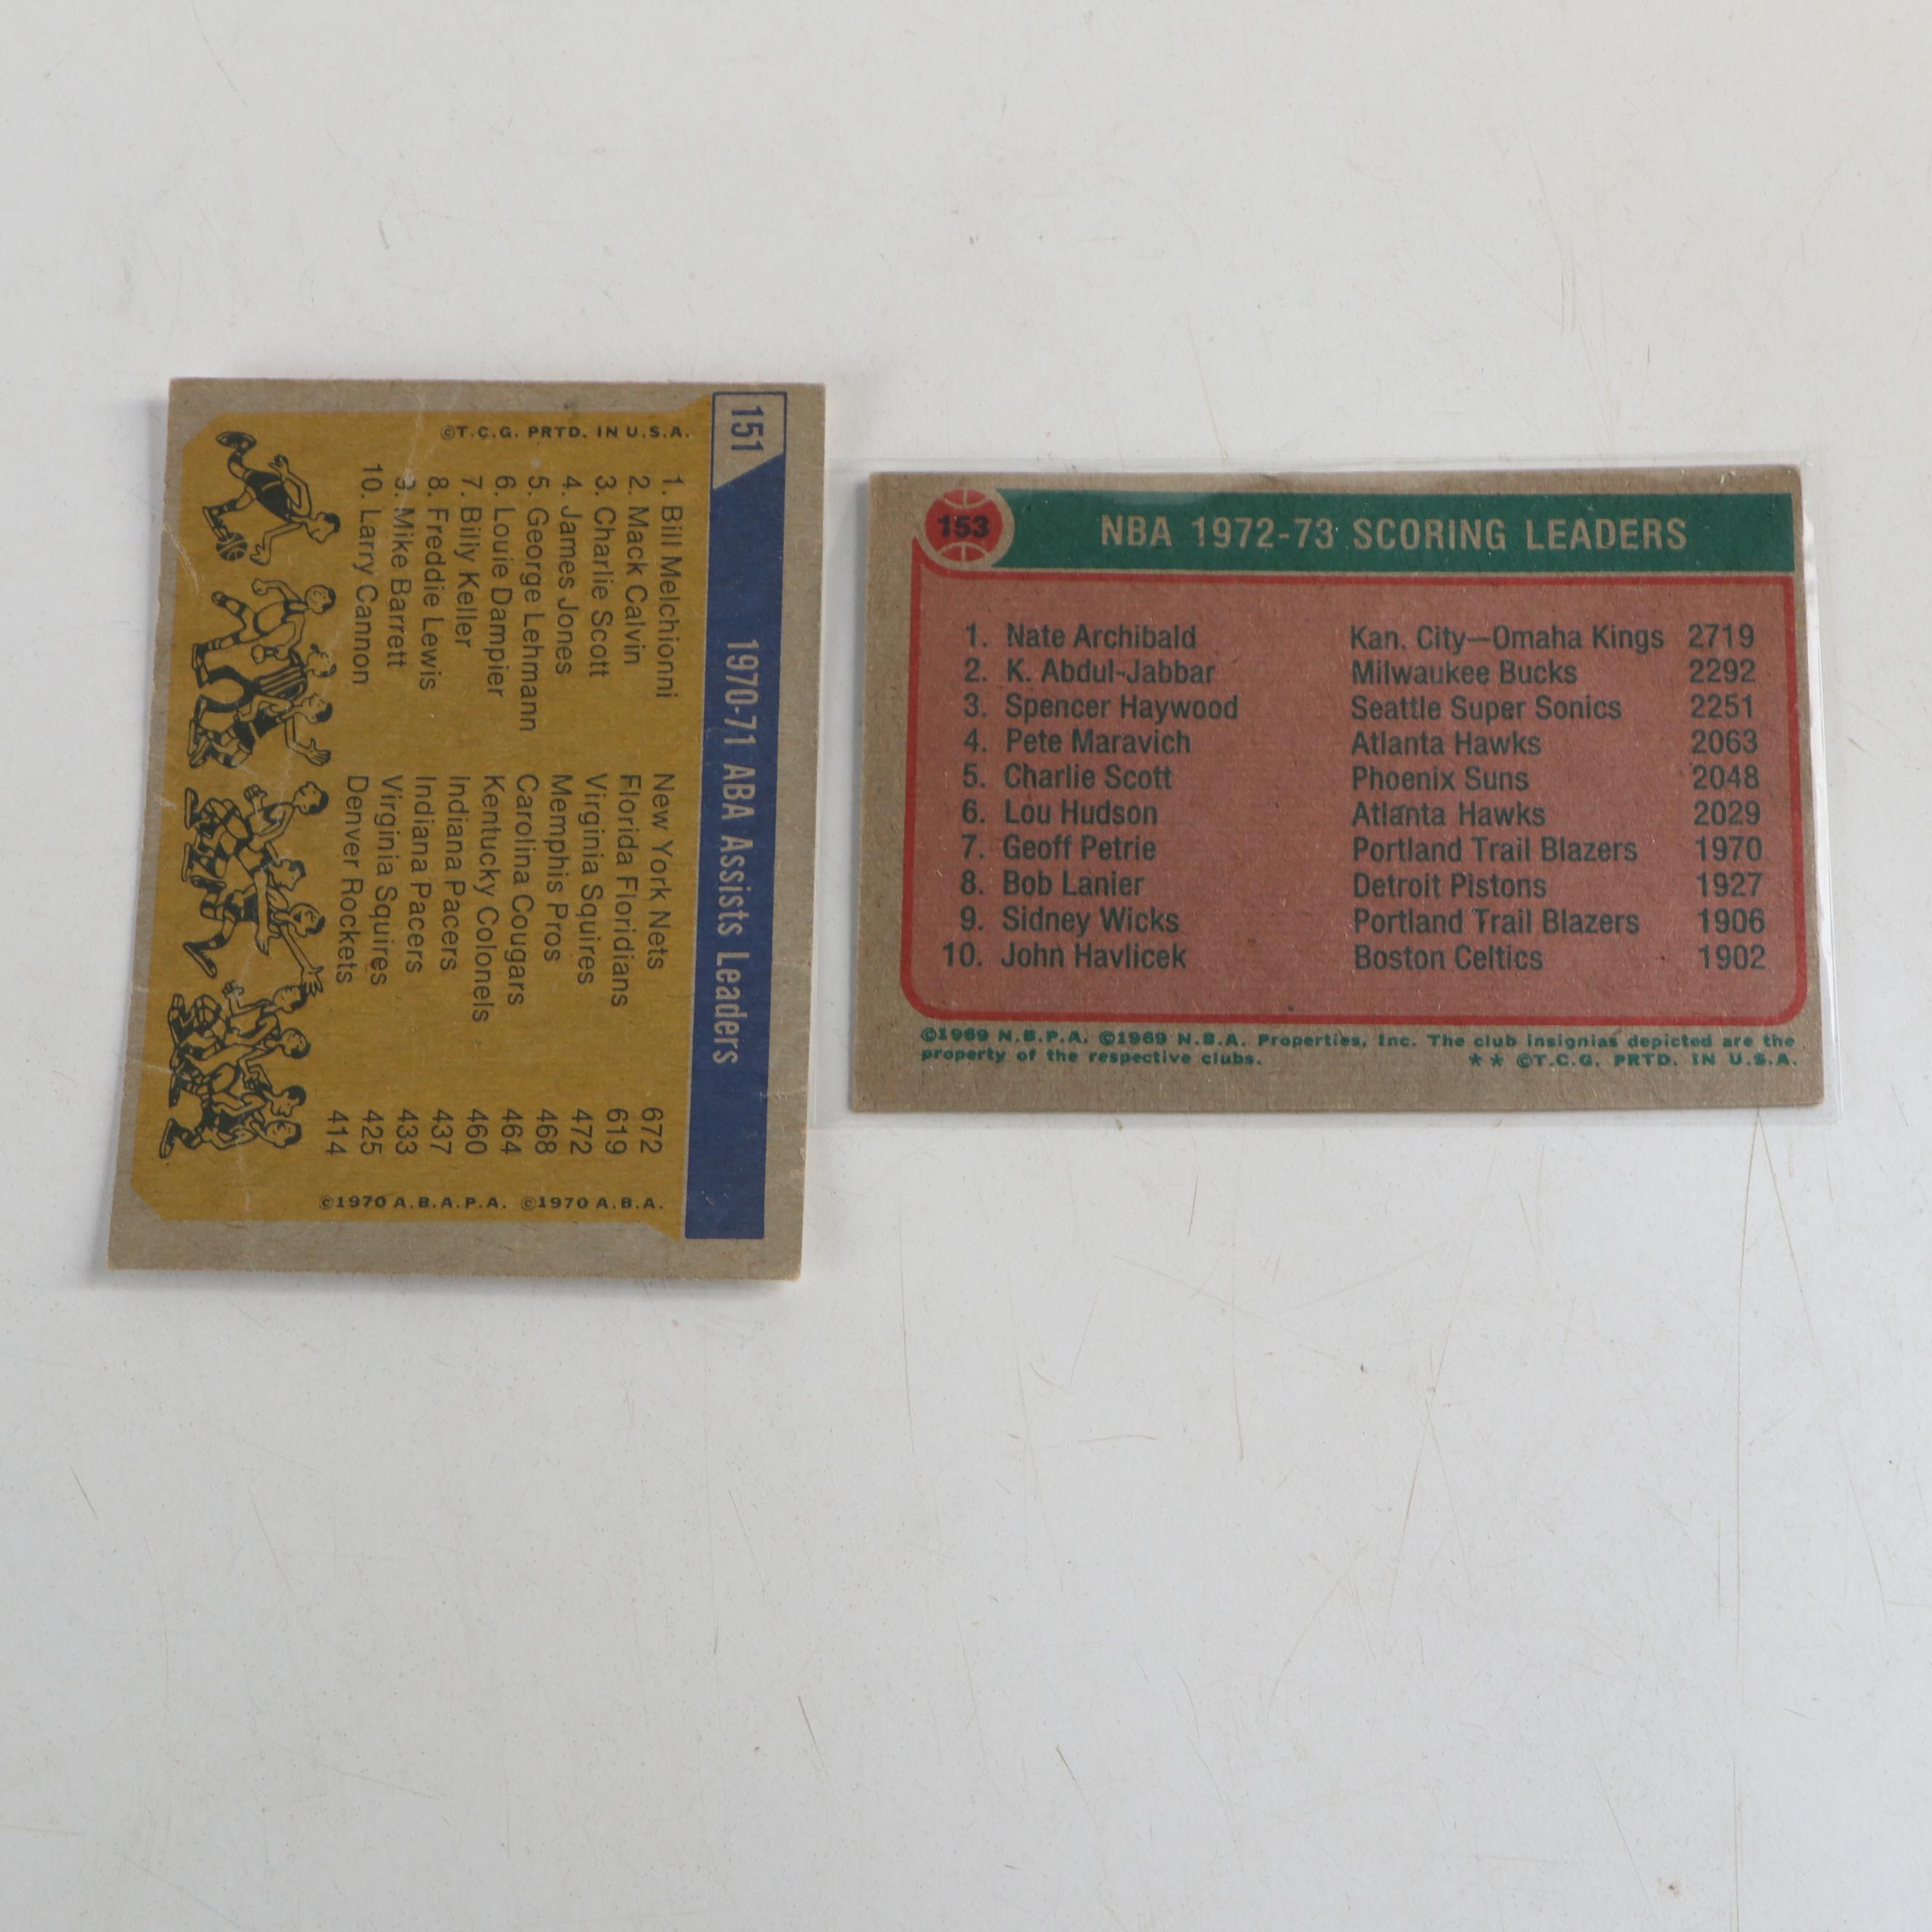 151 1970-71 ABA Assists Leaders
1. Bill Melchionni New York Nets 672
2. Mack Calvin Florida Floridians 619
3. Charlie Scott Virginia Squires 472
4. James Jones Memphis Pros 468
5. George Lehmann Carolina Cougars 464
6. Louie Dampier Kentucky Colonels 460
7. Billy Keller Indiana Pacers 437
8. Freddie Lewis Indiana Pacers 433
9. Mike Barrett Virginia Squires 425
10. Larry Cannon Denver Rockets 414
©T.C.G. PRTD. IN U.S.A.
©1970 A.B.A.P.A. ©1970 A.B.A.
153 NBA 1972-73 SCORING LEADERS
1. Nate Archibald Kan. City—Omaha Kings 2719
2. K. Abdul-Jabbar Milwaukee Bucks 2292
3. Spencer Haywood Seattle Super Sonics 2251
4. Pete Maravich Atlanta Hawks 2063
5. Charlie Scott Phoenix Suns 2048
6. Lou Hudson Atlanta Hawks 2029
7. Geoff Petrie Portland Trail Blazers 1970
8. Bob Lanier Detroit Pistons 1927
9. Sidney Wicks Portland Trail Blazers 1906
10. John Havlicek Boston Celtics 1902
©1969 N.B.P.A. ©1969 N.B.A. Properties, Inc. The club insignias depicted are the
property of the respective clubs. ** ©T.C.G. PRTD. IN U.S.A.